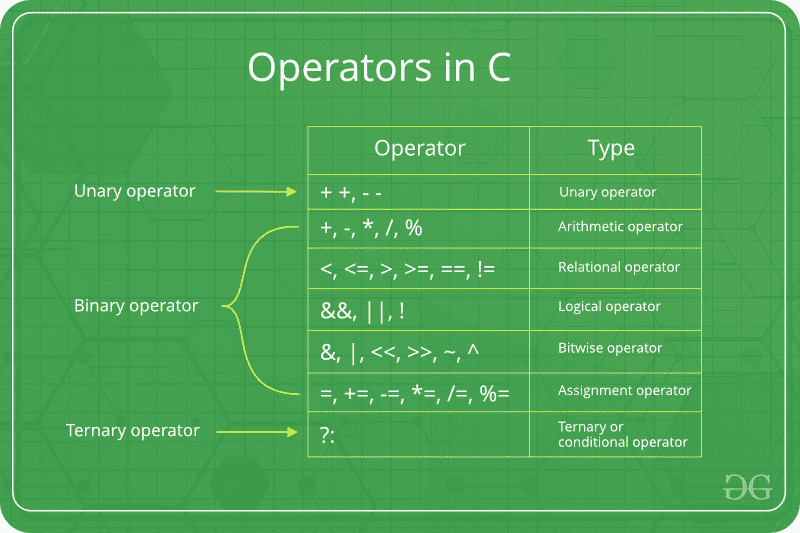 Operators in C
Operator Type
Unary operator + +, - - Unary operator
+, -, *, /, % Arithmetic operator
<, <=, >, >=, ==, != Relational operator
Binary operator &&, ||, ! Logical operator
&, |, <<, >>, ~, ^ Bitwise operator
=, +=, -=, *=, /=, %= Assignment operator
Ternary operator ?: Ternary or
conditional operator